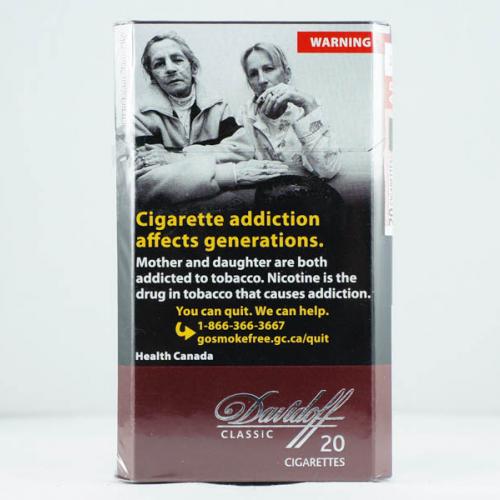 WARNING
Cigarette addiction
affects generations.
Mother and daughter are both
addicted to tobacco. Nicotine is the
drug in tobacco that causes addiction.
You can quit. We can help.
1-866-366-3667
gosmokefree.gc.ca/quit
Health Canada
Davidoff
CLASSIC
20
CIGARETTES